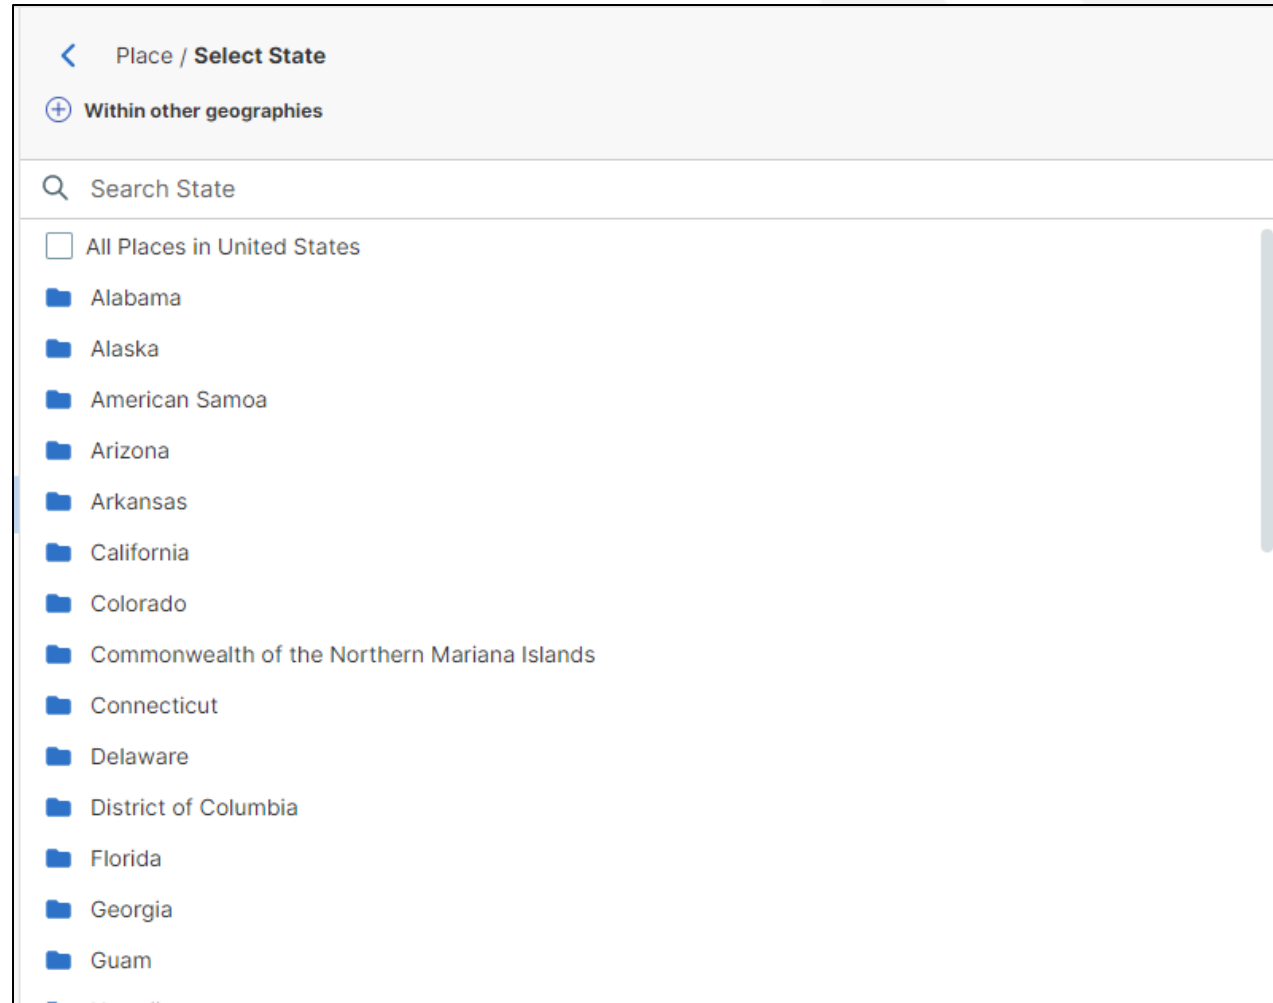 Place / Select State
Within other geographies
Search State
All Places in United States
Alabama
Alaska
American Samoa
Arizona
Arkansas
California
Colorado
Commonwealth of the Northern Mariana Islands
Connecticut
Delaware
District of Columbia
Florida
Georgia
Guam